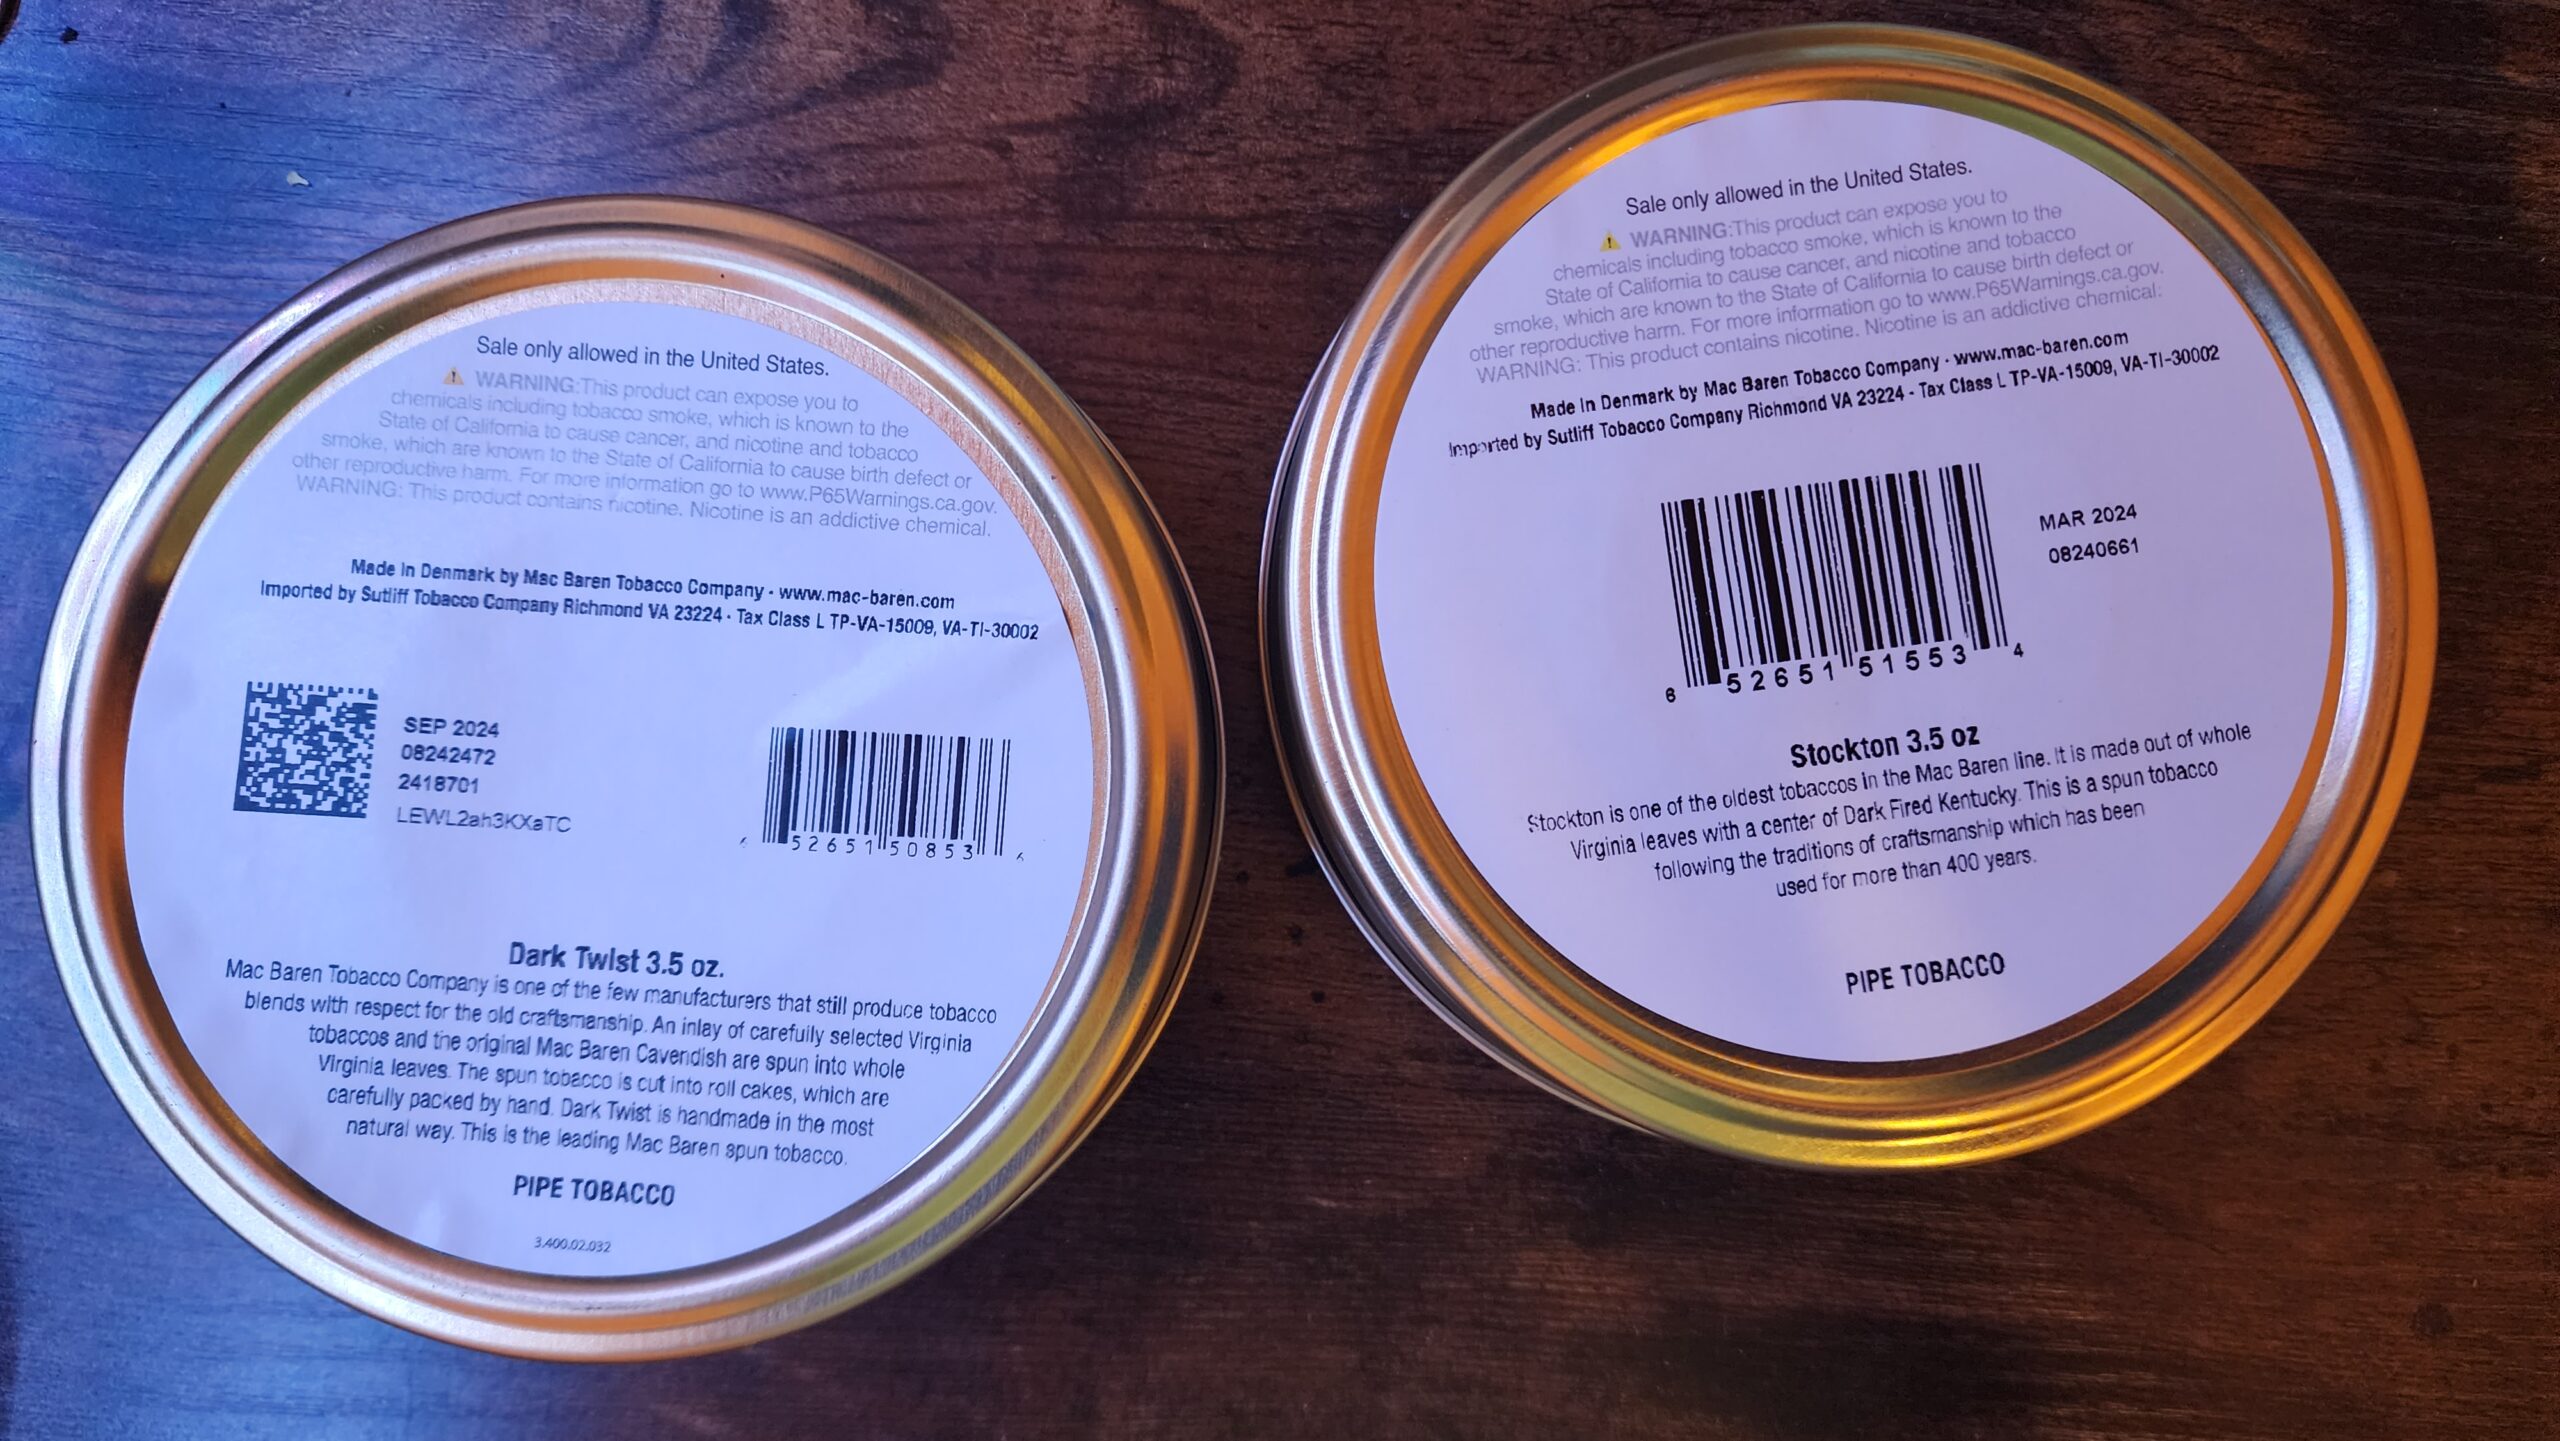 Sale only allowed in the United States.
WARNING:This product can expose you to
chemicals including tobacco smoke, which is known to the
State of California to cause cancer, and nicotine and tobacco
smoke, which are known to the State of California to cause birth defect or
other reproductive harm. For more information go to www.P65Warnings.ca.gov.
WARNING: This product contains nicotine. Nicotine is an addictive chemical.
Made In Denmark by Mac Baren Tobacco Company · www.mac-baren.com
Imported by Sutliff Tobacco Company Richmond VA 23224 · Tax Class L TP-VA-15009, VA-TI-30002
SEP 2024
08242472
2418701
LEWL2ah3KXaTC
6 52651 50853 6
Dark Twist 3.5 oz.
Mac Baren Tobacco Company is one of the few manufacturers that still produce tobacco
blends with respect for the old craftsmanship. An inlay of carefully selected Virginia
tobaccos and the original Mac Baren Cavendish are spun into whole
Virginia leaves. The spun tobacco is cut into roll cakes, which are
carefully packed by hand. Dark Twist is handmade in the most
natural way. This is the leading Mac Baren spun tobacco.
PIPE TOBACCO
3.400.02.032
Sale only allowed in the United States.
WARNING:This product can expose you to
chemicals including tobacco smoke, which is known to the
State of California to cause cancer, and nicotine and tobacco
smoke, which are known to the State of California to cause birth defect or
other reproductive harm. For more information go to www.P65Warnings.ca.gov.
WARNING: This product contains nicotine. Nicotine is an addictive chemical.
Made In Denmark by Mac Baren Tobacco Company · www.mac-baren.com
Imported by Sutliff Tobacco Company Richmond VA 23224 - Tax Class L TP-VA-15009, VA-TI-30002
MAR 2024
08240661
6 52651 51553 4
Stockton 3.5 oz
Stockton is one of the oldest tobaccos in the Mac Baren line. It is made out of whole
Virginia leaves with a center of Dark Fired Kentucky. This is a spun tobacco
following the traditions of craftsmanship which has been
used for more than 400 years.
PIPE TOBACCO